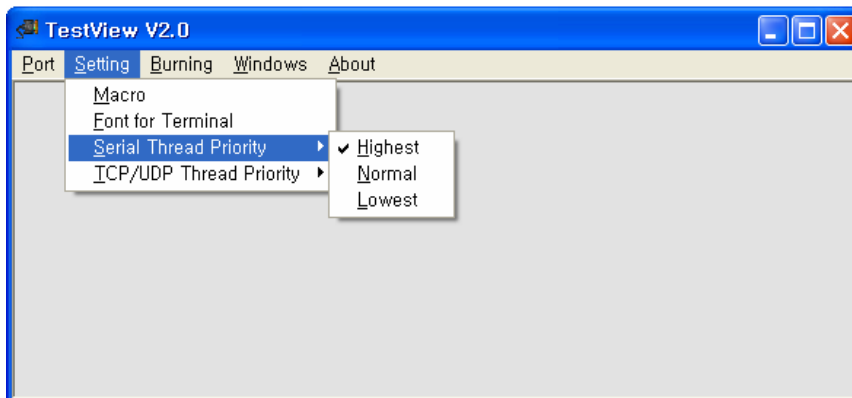 TestView V2.0
Port Setting Burning Windows About
Macro
Font for Terminal
Serial Thread Priority
TCP/UDP Thread Priority
Highest
Normal
Lowest